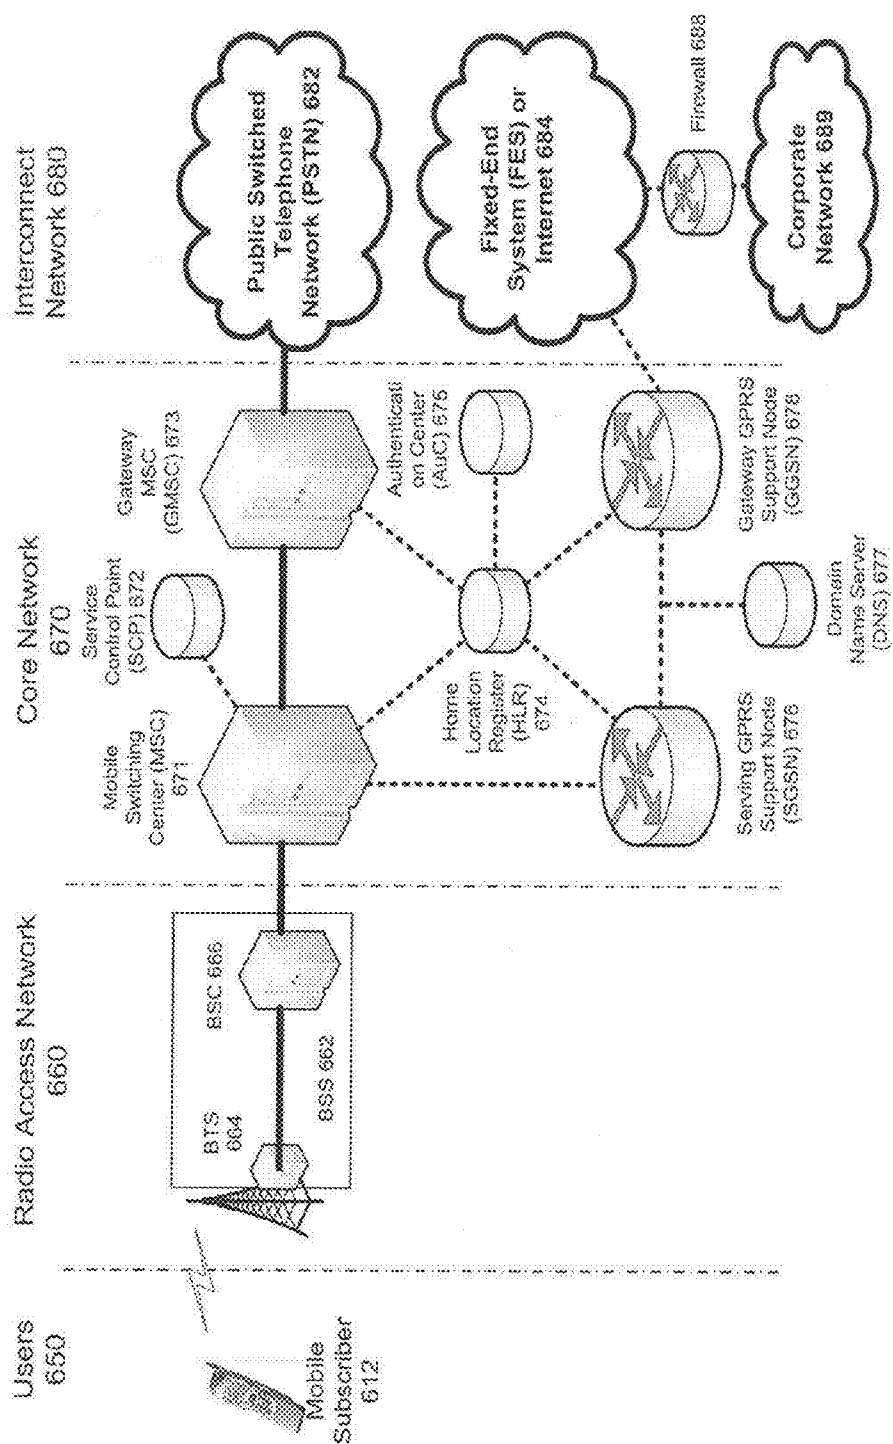 Users
650
Radio Access Network
660
Core Network
670
Interconnect
Network 680
Mobile
Subscriber
612
BTS
664
BSC 666
BSS 662
Mobile
Switching
Center (MSC)
671
Service
Control Point
(SCP) 672
Gateway
MSC
(GMSC) 673
Public Switched
Telephone
Network (PSTN) 682
Home
Location
Register
(HLR)
674
Authenticati
on Center
(AuC) 675
Fixed-End
System (FES) or
Internet 684
Serving GPRS
Support Node
(SGSN) 676
Domain
Name Server
(DNS) 677
Gateway GPRS
Support Node
(GGSN) 678
Firewall 688
Corporate
Network 689